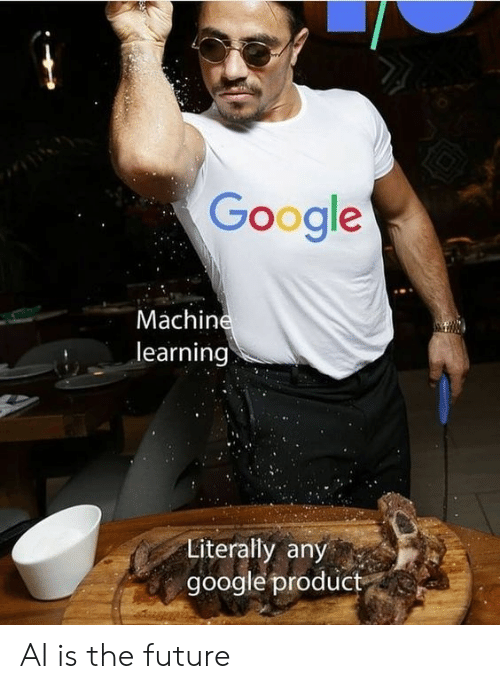 Google
Machine
learning
Literally any
google product
AI is the future